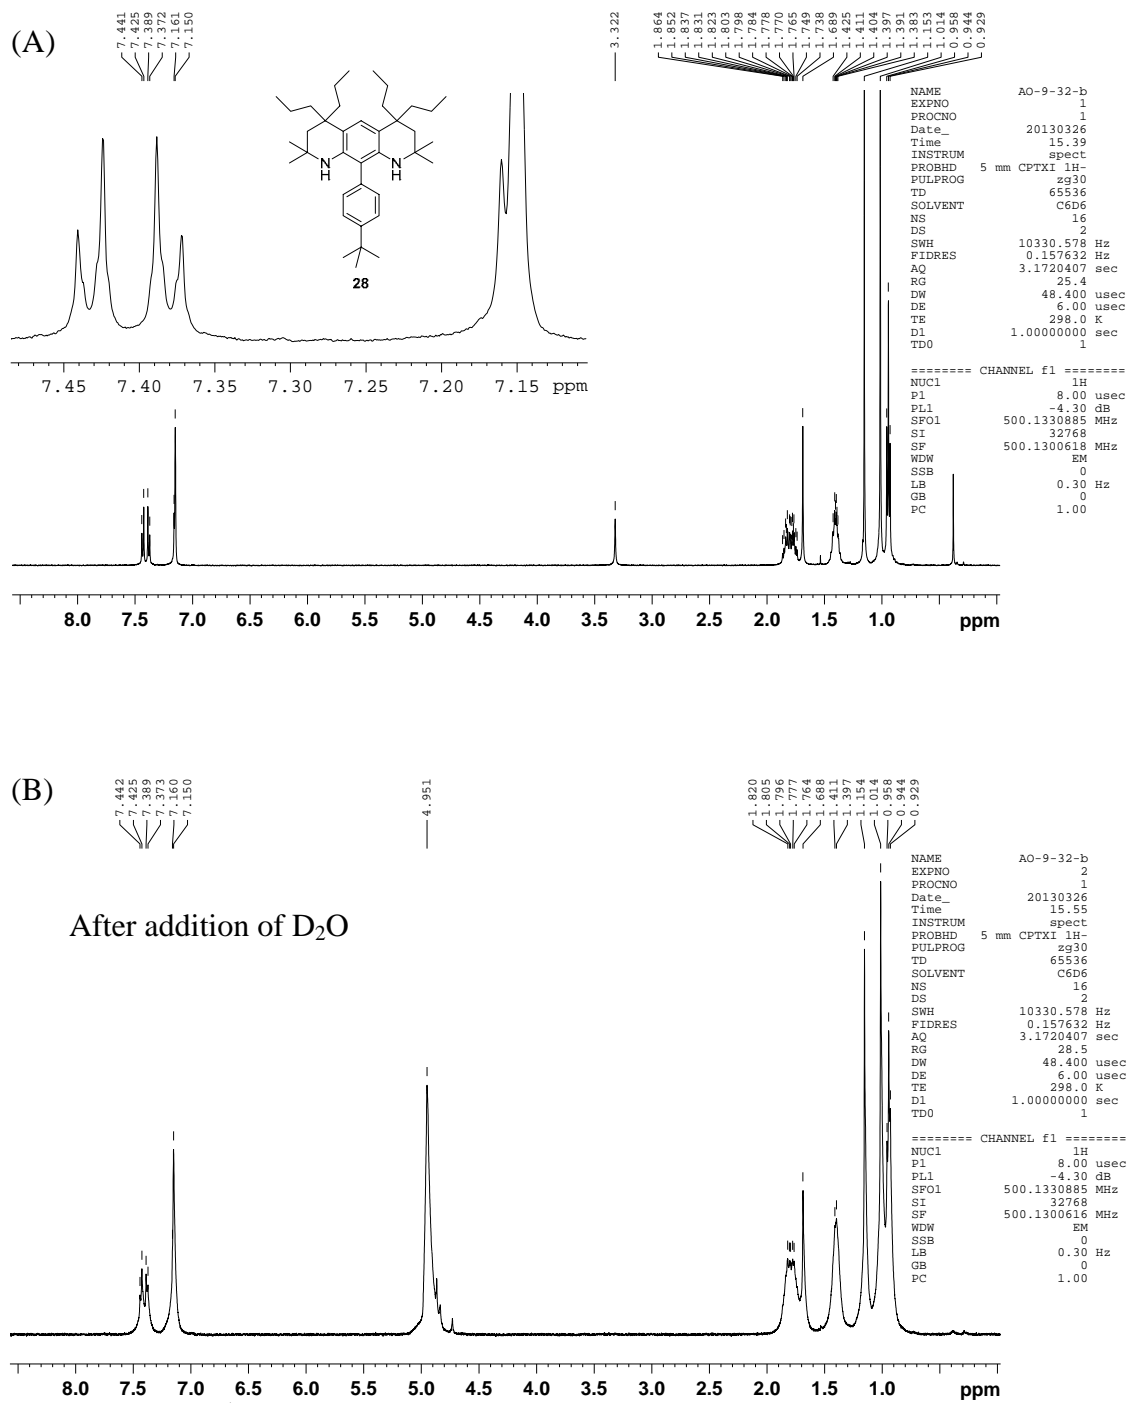 (A)
7.441
7.425
7.389
7.372
7.161
7.150
3.322
1.864
1.852
1.837
1.831
1.823
1.803
1.798
1.784
1.778
1.770
1.765
1.749
1.738
1.689
1.425
1.411
1.404
1.397
1.391
1.383
1.153
1.014
0.958
0.944
0.929
N
H
N
H
28
7.45 7.40 7.35 7.30 7.25 7.20 7.15 ppm
NAME AO-9-32-b
EXPNO 1
PROCNO 1
Date_ 20130326
Time 15.39
INSTRUM spect
PROBHD 5 mm CPTXI 1H-
PULPROG zg30
TD 65536
SOLVENT C6D6
NS 16
DS 2
SWH 10330.578 Hz
FIDRES 0.157632 Hz
AQ 3.1720407 sec
RG 25.4
DW 48.400 usec
DE 6.00 usec
TE 298.0 K
D1 1.00000000 sec
TD0 1
======== CHANNEL f1 ========
NUC1 1H
P1 8.00 usec
PL1 -4.30 dB
SFO1 500.1330885 MHz
SI 32768
SF 500.1300618 MHz
WDW EM
SSB 0
LB 0.30 Hz
GB 0
PC 1.00
8.0 7.5 7.0 6.5 6.0 5.5 5.0 4.5 4.0 3.5 3.0 2.5 2.0 1.5 1.0 ppm
(B)
7.442
7.425
7.389
7.373
7.160
7.150
4.951
1.820
1.805
1.796
1.777
1.764
1.688
1.411
1.397
1.154
1.014
0.958
0.944
0.929
After addition of D₂O
NAME AO-9-32-b
EXPNO 2
PROCNO 1
Date_ 20130326
Time 15.55
INSTRUM spect
PROBHD 5 mm CPTXI 1H-
PULPROG zg30
TD 65536
SOLVENT C6D6
NS 16
DS 2
SWH 10330.578 Hz
FIDRES 0.157632 Hz
AQ 3.1720407 sec
RG 28.5
DW 48.400 usec
DE 6.00 usec
TE 298.0 K
D1 1.00000000 sec
TD0 1
======== CHANNEL f1 ========
NUC1 1H
P1 8.00 usec
PL1 -4.30 dB
SFO1 500.1330885 MHz
SI 32768
SF 500.1300616 MHz
WDW EM
SSB 0
LB 0.30 Hz
GB 0
PC 1.00
8.0 7.5 7.0 6.5 6.0 5.5 5.0 4.5 4.0 3.5 3.0 2.5 2.0 1.5 1.0 ppm